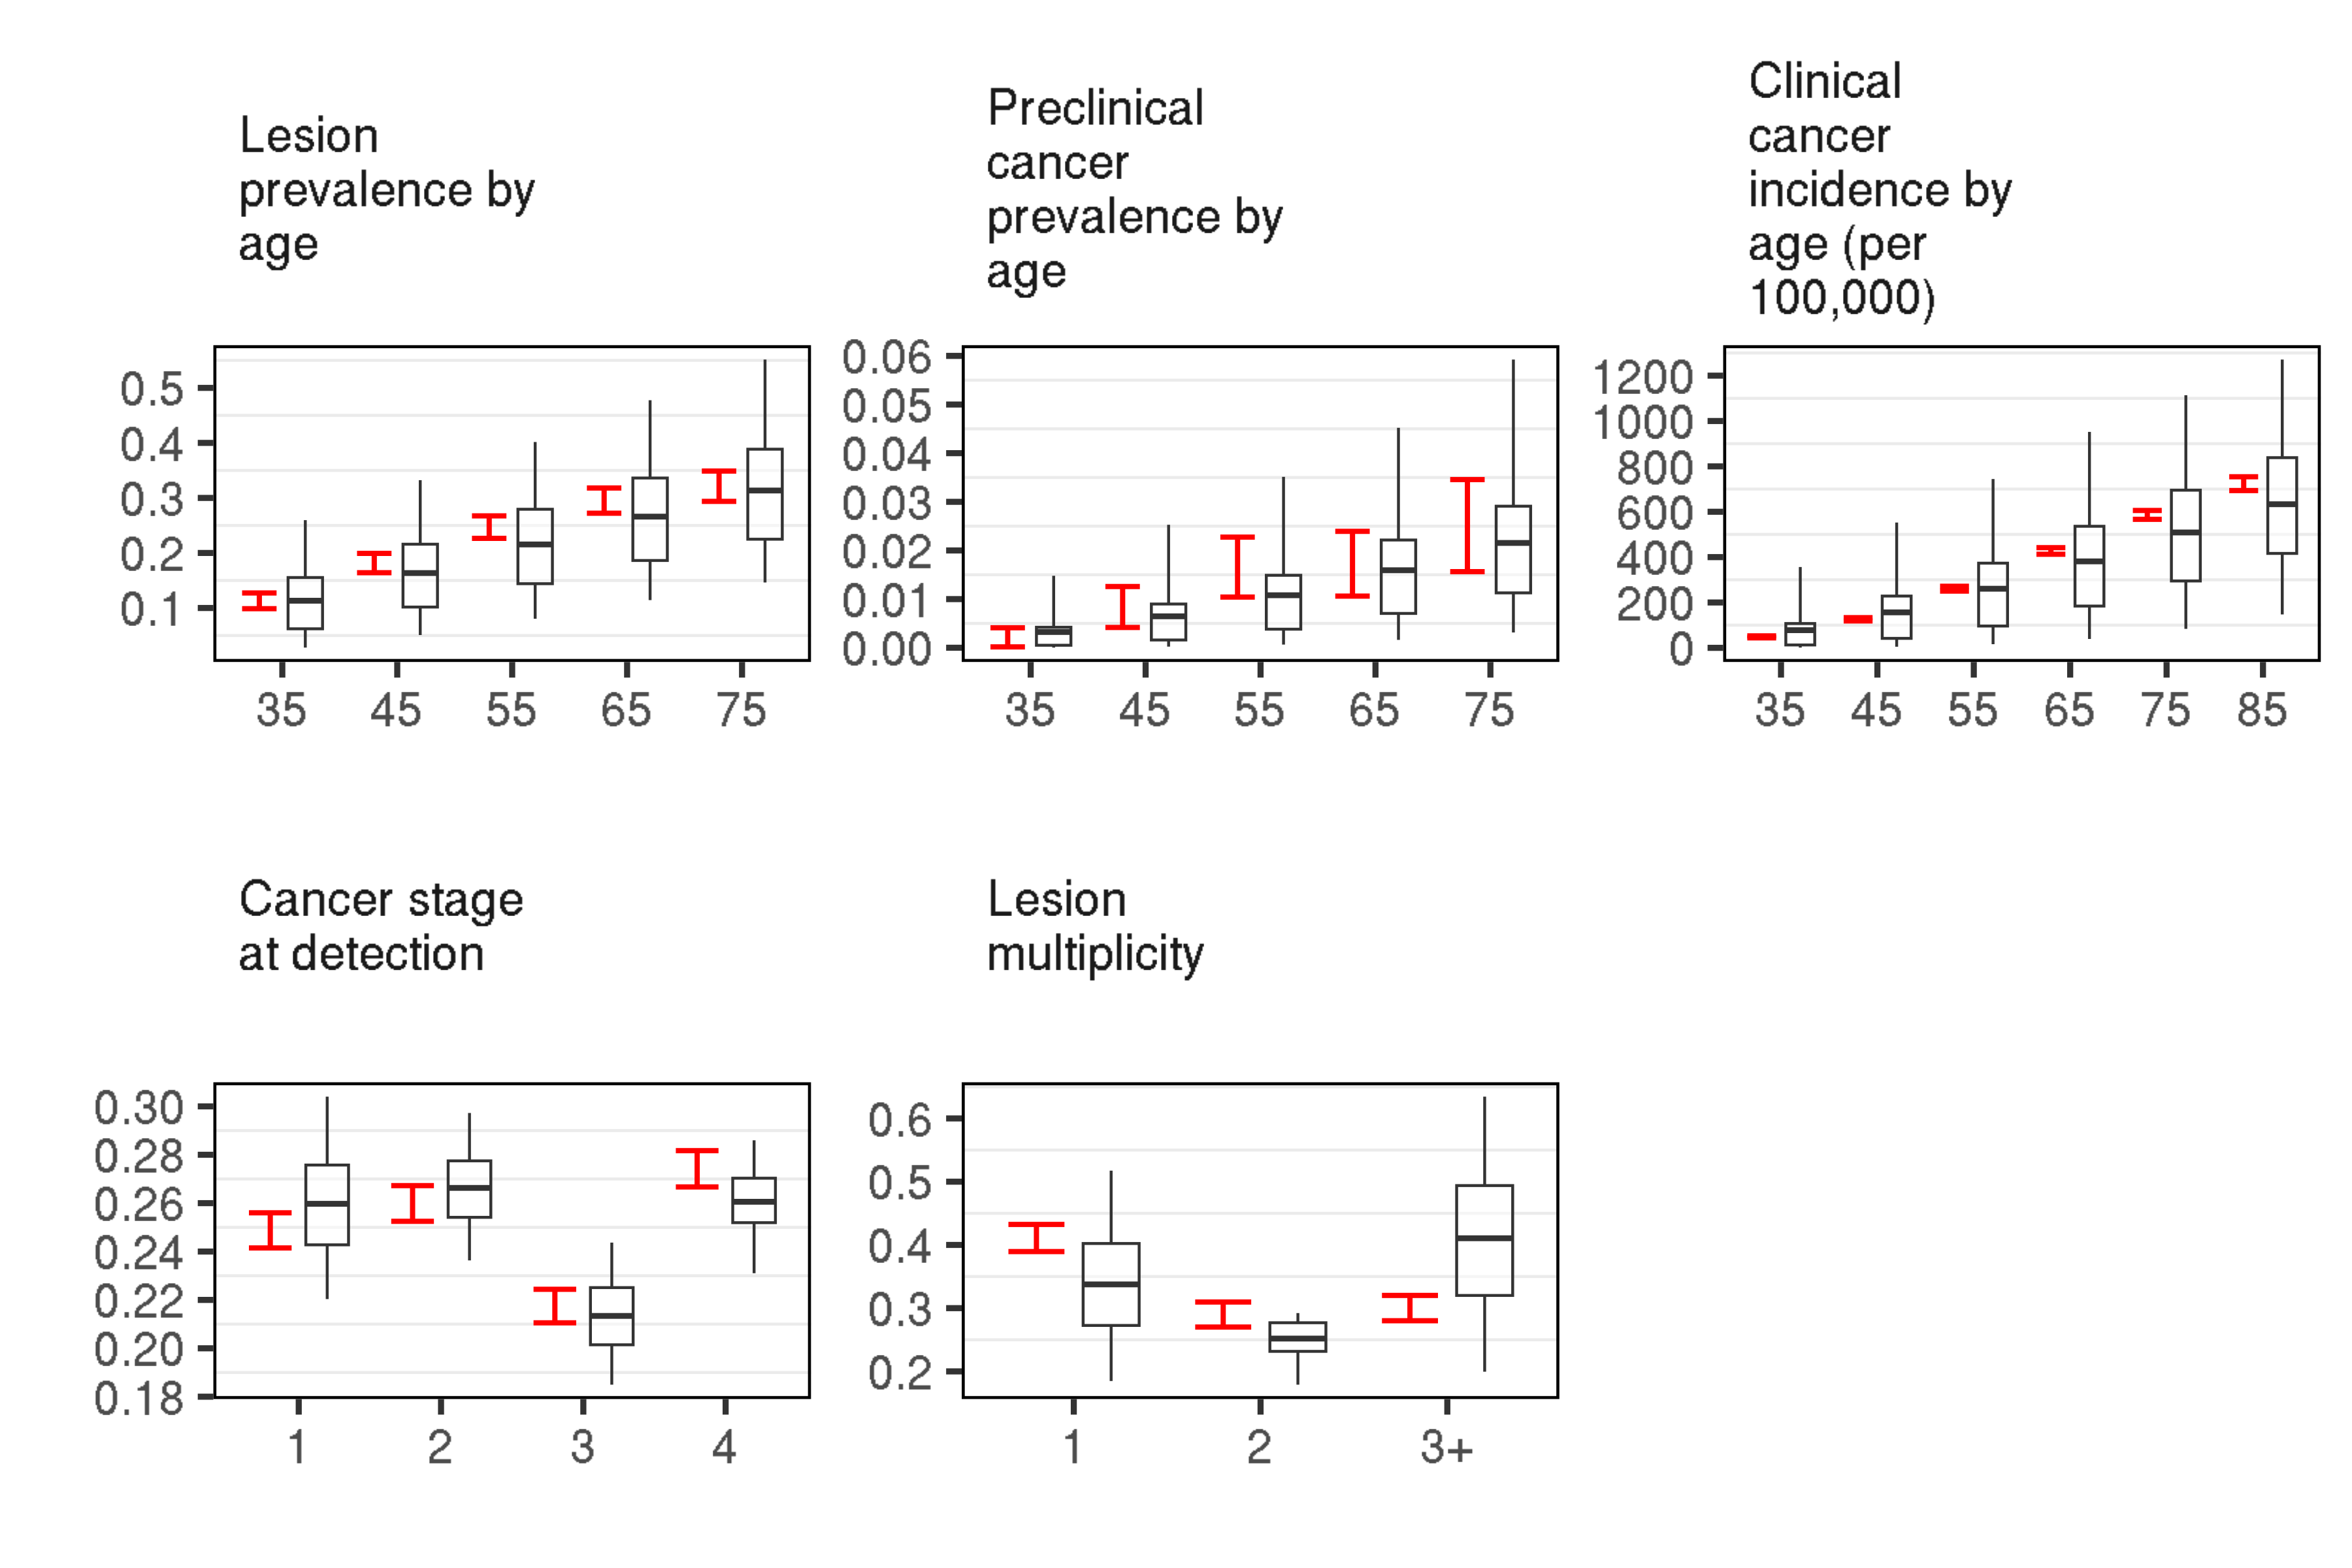 Lesion
prevalence by
age
0.5
0.4
0.3
0.2
0.1
35 45 55 65 75
Preclinical
cancer
prevalence by
age
0.06
0.05
0.04
0.03
0.02
0.01
0.00
35 45 55 65 75
Clinical
cancer
incidence by
age (per
100,000)
1200
1000
800
600
400
200
0
35 45 55 65 75 85
Cancer stage
at detection
0.30
0.28
0.26
0.24
0.22
0.20
0.18
1 2 3 4
Lesion
multiplicity
0.6
0.5
0.4
0.3
0.2
1 2 3+